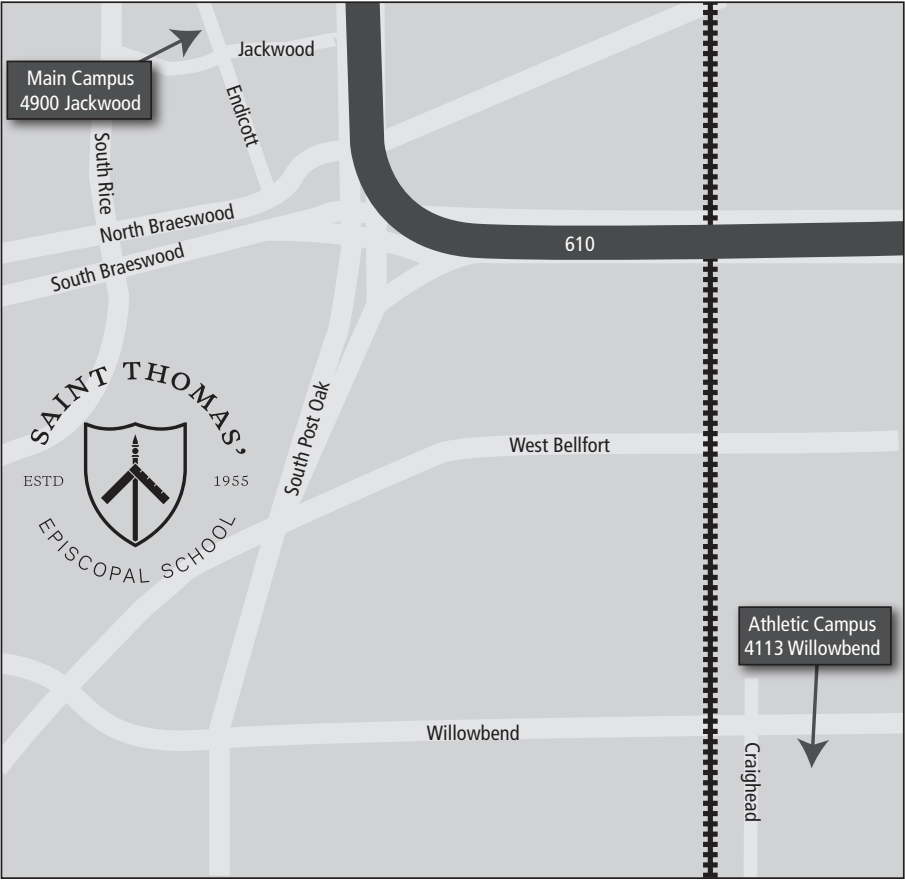 Jackwood
Main Campus
4900 Jackwood
Endicott
South Rice
North Braeswood
South Braeswood
610
SAINT THOMAS'
ESTD 1955
EPISCOPAL SCHOOL
South Post Oak
West Bellfort
Athletic Campus
4113 Willowbend
Willowbend
Craighead